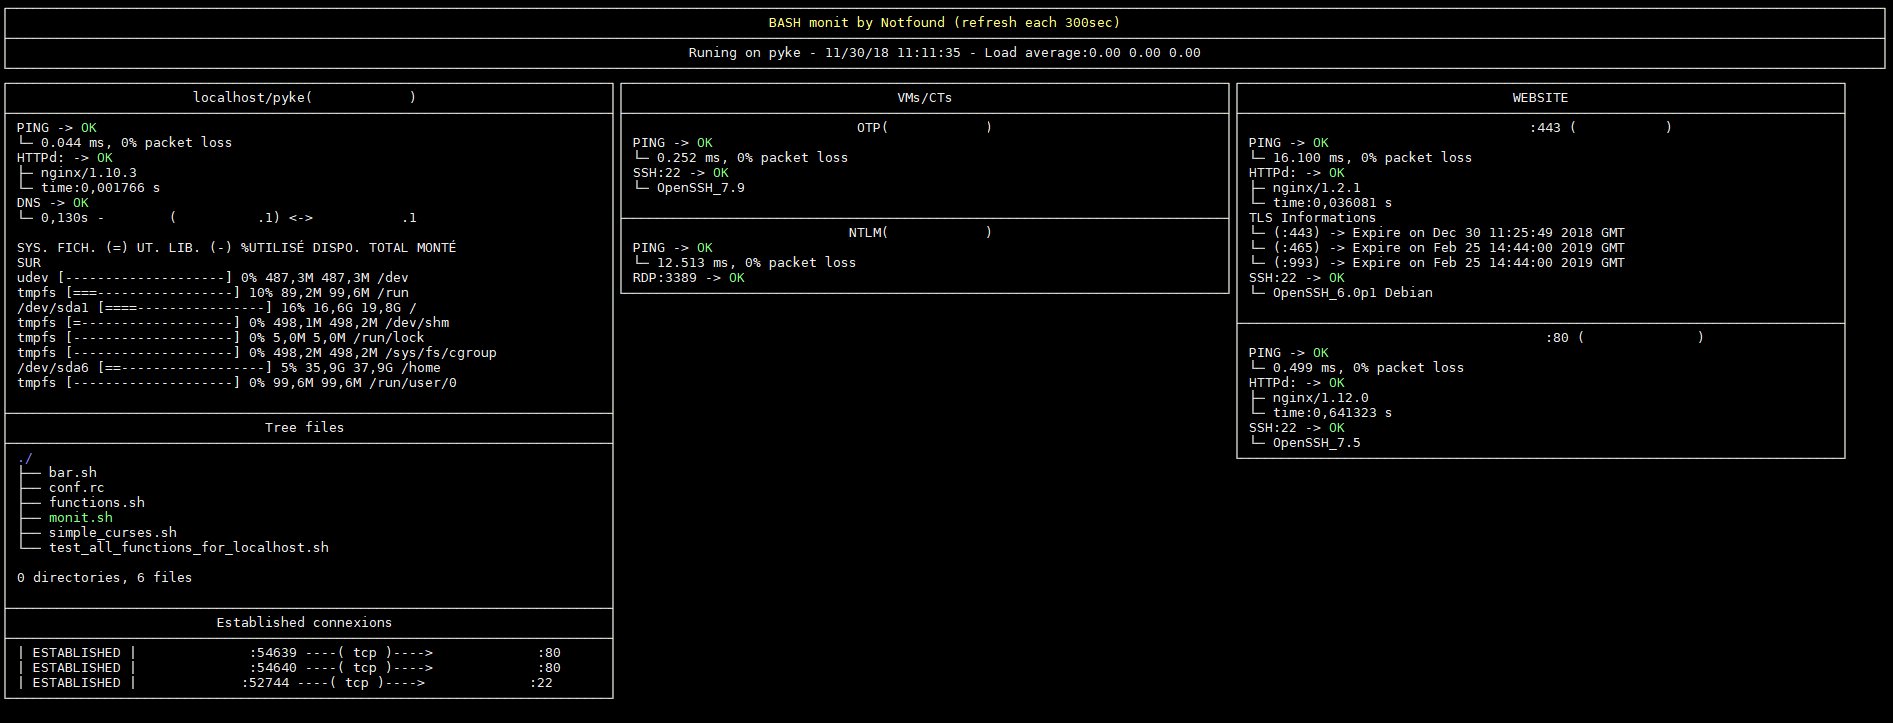 BASH monit by Notfound (refresh each 300sec)
Runing on pyke - 11/30/18 11:11:35 - Load average:0.00 0.00 0.00
localhost/pyke(            )
PING -> OK
└─ 0.044 ms, 0% packet loss
HTTPd: -> OK
├─ nginx/1.10.3
└─ time:0,001766 s
DNS -> OK
└─ 0,130s -        (          .1) <->           .1
SYS. FICH. (=) UT. LIB. (-) %UTILISÉ DISPO. TOTAL MONTÉ
SUR
udev [--------------------] 0% 487,3M 487,3M /dev
tmpfs [===-----------------] 10% 89,2M 99,6M /run
/dev/sda1 [====----------------] 16% 16,6G 19,8G /
tmpfs [=-------------------] 0% 498,1M 498,2M /dev/shm
tmpfs [--------------------] 0% 5,0M 5,0M /run/lock
tmpfs [--------------------] 0% 498,2M 498,2M /sys/fs/cgroup
/dev/sda6 [==------------------] 5% 35,9G 37,9G /home
tmpfs [--------------------] 0% 99,6M 99,6M /run/user/0
Tree files
./
├── bar.sh
├── conf.rc
├── functions.sh
├── monit.sh
├── simple_curses.sh
└── test_all_functions_for_localhost.sh
0 directories, 6 files
Established connexions
| ESTABLISHED |              :54639 ----( tcp )---->             :80
| ESTABLISHED |              :54640 ----( tcp )---->             :80
| ESTABLISHED |             :52744 ----( tcp )---->             :22
VMs/CTs
OTP(            )
PING -> OK
└─ 0.252 ms, 0% packet loss
SSH:22 -> OK
└─ OpenSSH_7.9
NTLM(            )
PING -> OK
└─ 12.513 ms, 0% packet loss
RDP:3389 -> OK
WEBSITE
:443 (           )
PING -> OK
└─ 16.100 ms, 0% packet loss
HTTPd: -> OK
├─ nginx/1.2.1
└─ time:0,036081 s
TLS Informations
└─ (:443) -> Expire on Dec 30 11:25:49 2018 GMT
└─ (:465) -> Expire on Feb 25 14:44:00 2019 GMT
└─ (:993) -> Expire on Feb 25 14:44:00 2019 GMT
SSH:22 -> OK
└─ OpenSSH_6.0p1 Debian
:80 (              )
PING -> OK
└─ 0.499 ms, 0% packet loss
HTTPd: -> OK
├─ nginx/1.12.0
└─ time:0,641323 s
SSH:22 -> OK
└─ OpenSSH_7.5